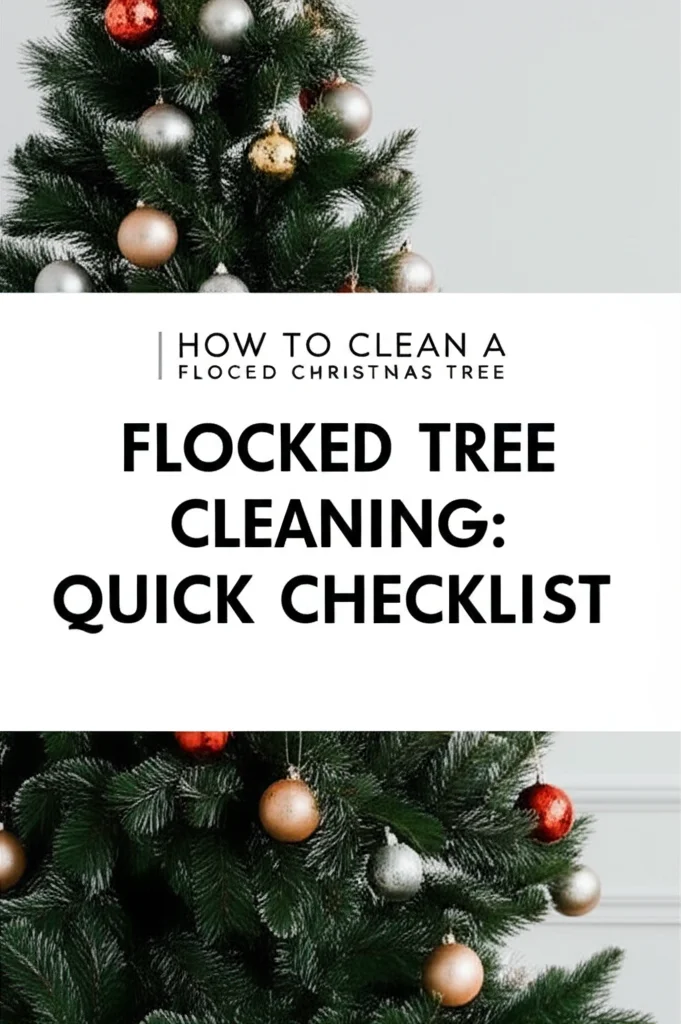 HOW TO CLEAN A
FLOCED CHRISTNAS TREE
FLOCKED TREE
CLEANING:
QUICK CHECKLIST